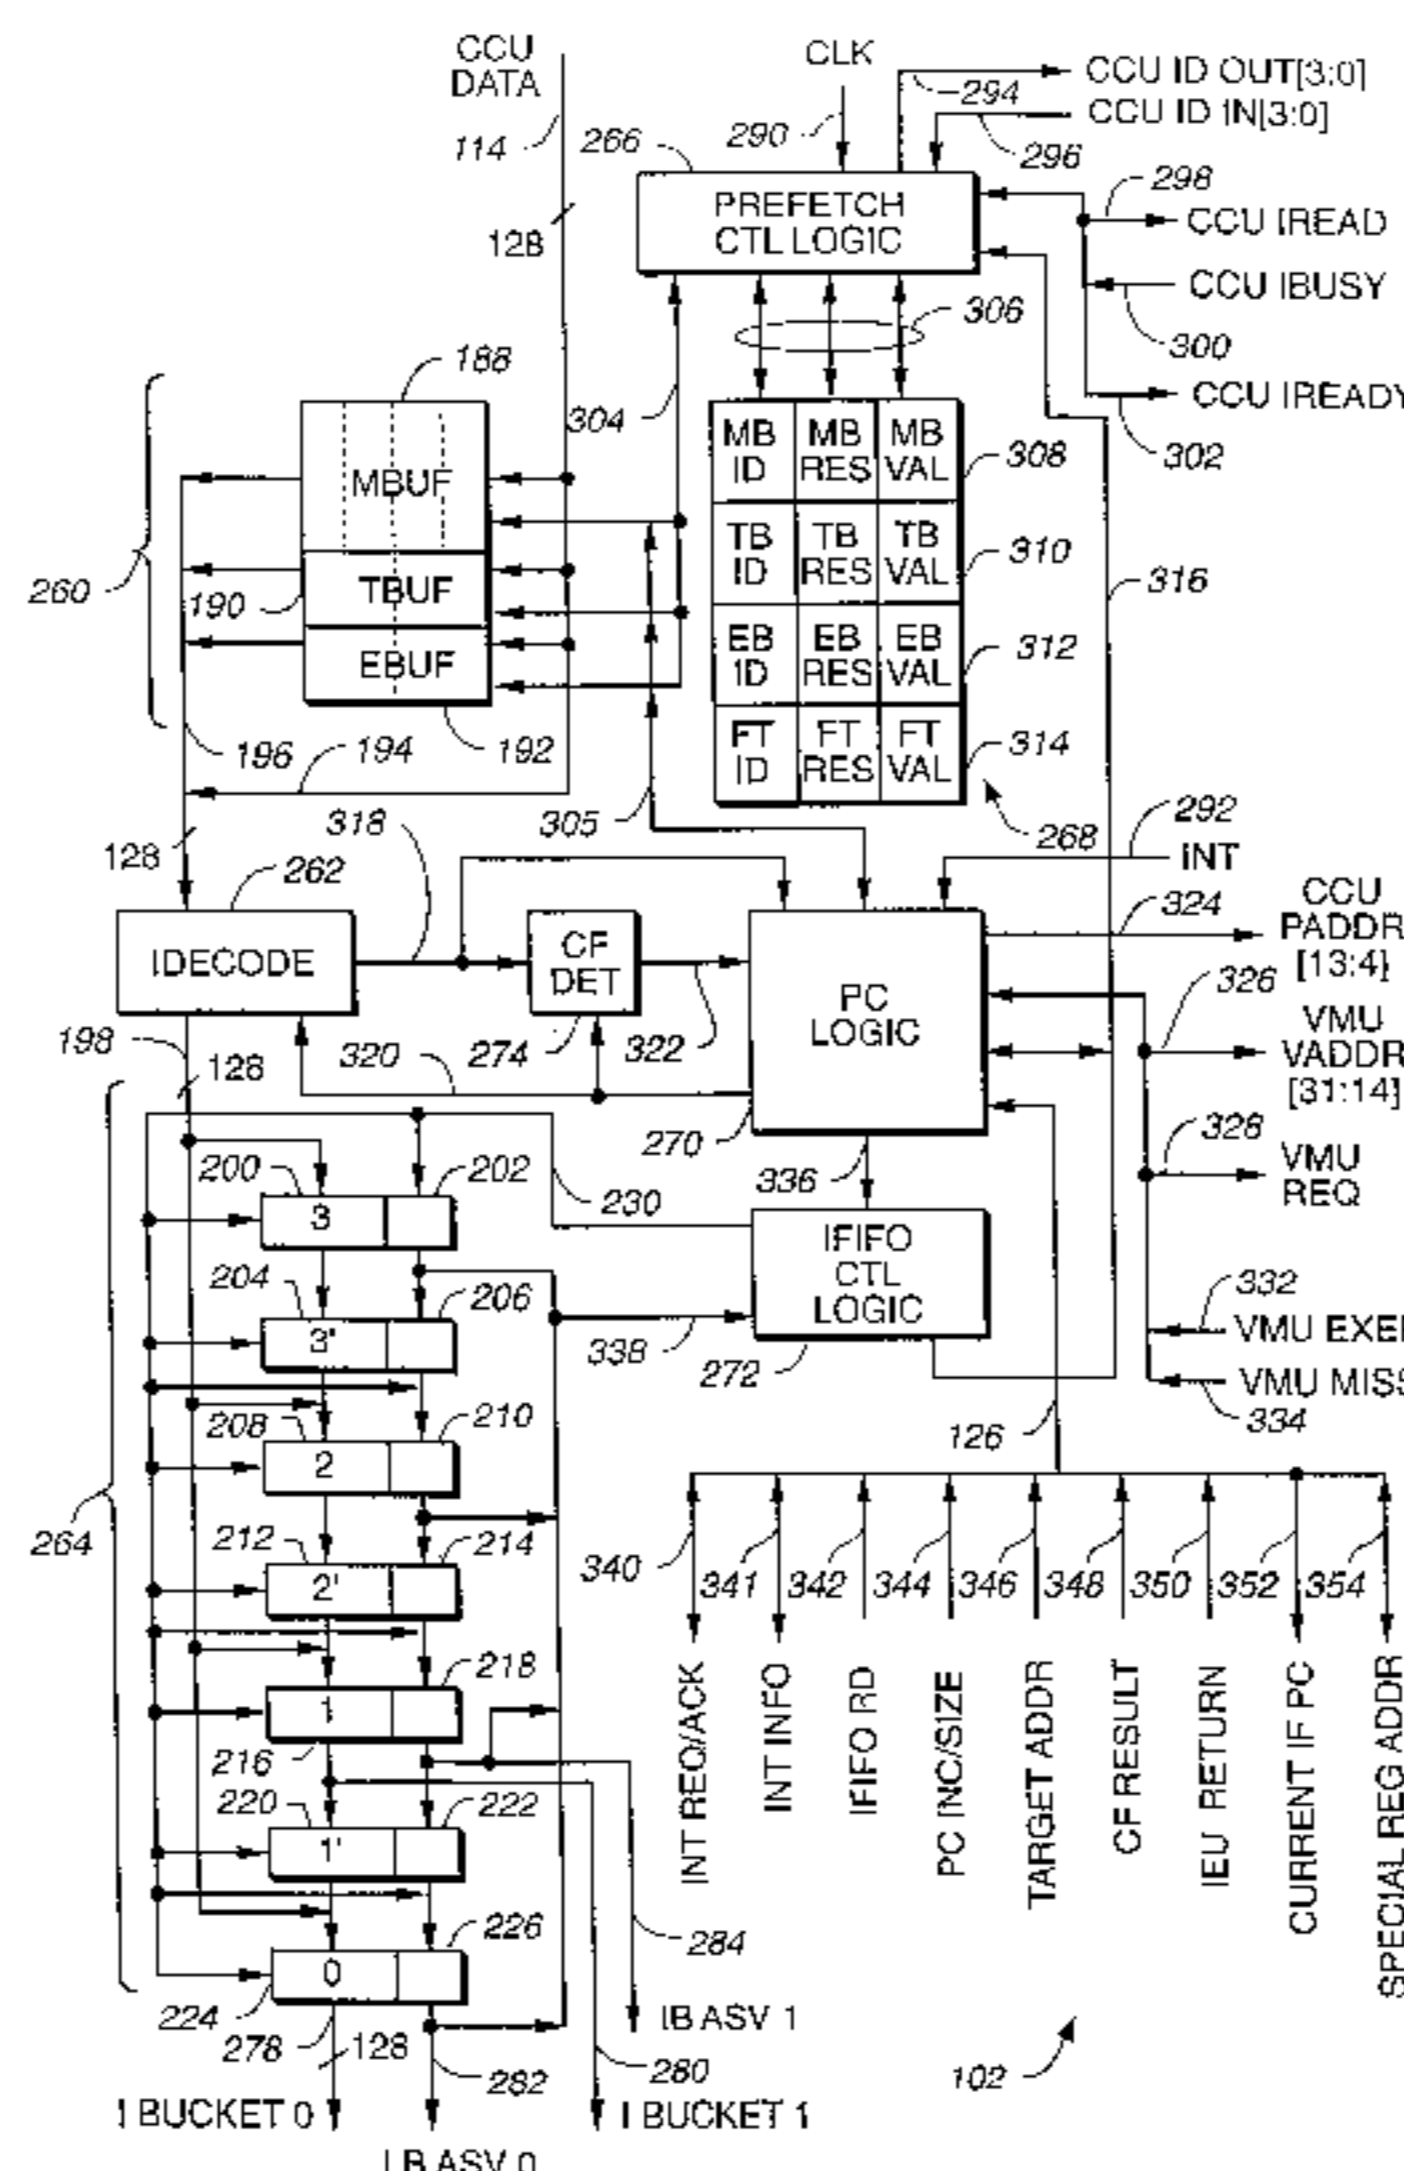 CCU
DATA
CLK
CCU ID OUT[3:0]
294
CCU ID IN[3:0]
296
114
266
290
298
PREFETCH
CTL LOGIC
CCU IREAD
128
CCU IBUSY
306
300
188
304
CCU IREADY
302
MB
ID
MB
RES
MB
VAL
308
MBUF
TB
ID
TB
RES
TB
VAL
310
316
260
190
TBUF
EB
ID
EB
RES
EB
VAL
312
EBUF
196
194
192
FT
ID
FT
RES
FT
VAL
314
318
305
268
292
INT
128
262
CCU
PADDR
[13:4]
324
IDECODE
CF
DET
PC
LOGIC
326
VMU
VADDR
[31:14]
198
128
320
274
322
328
270
VMU
REQ
200
202
230
336
3
IFIFO
CTL
LOGIC
204
206
332
3'
338
272
VMU EXE
VMU MISS
334
208
210
126
2
264
212
214
340
341
342
344
346
348
350
352
354
2'
218
1
216
INT REQ/ACK
INT INFO
IFIFO RD
PC INC/SIZE
TARGET ADDR
CF RESULT
IEU RETURN
CURRENT IF PC
SPECIAL REG ADDR
220
222
1'
226
284
0
224
IB ASV 1
278
128
282
280
102
I BUCKET 0
I BUCKET 1
I B ASV 0